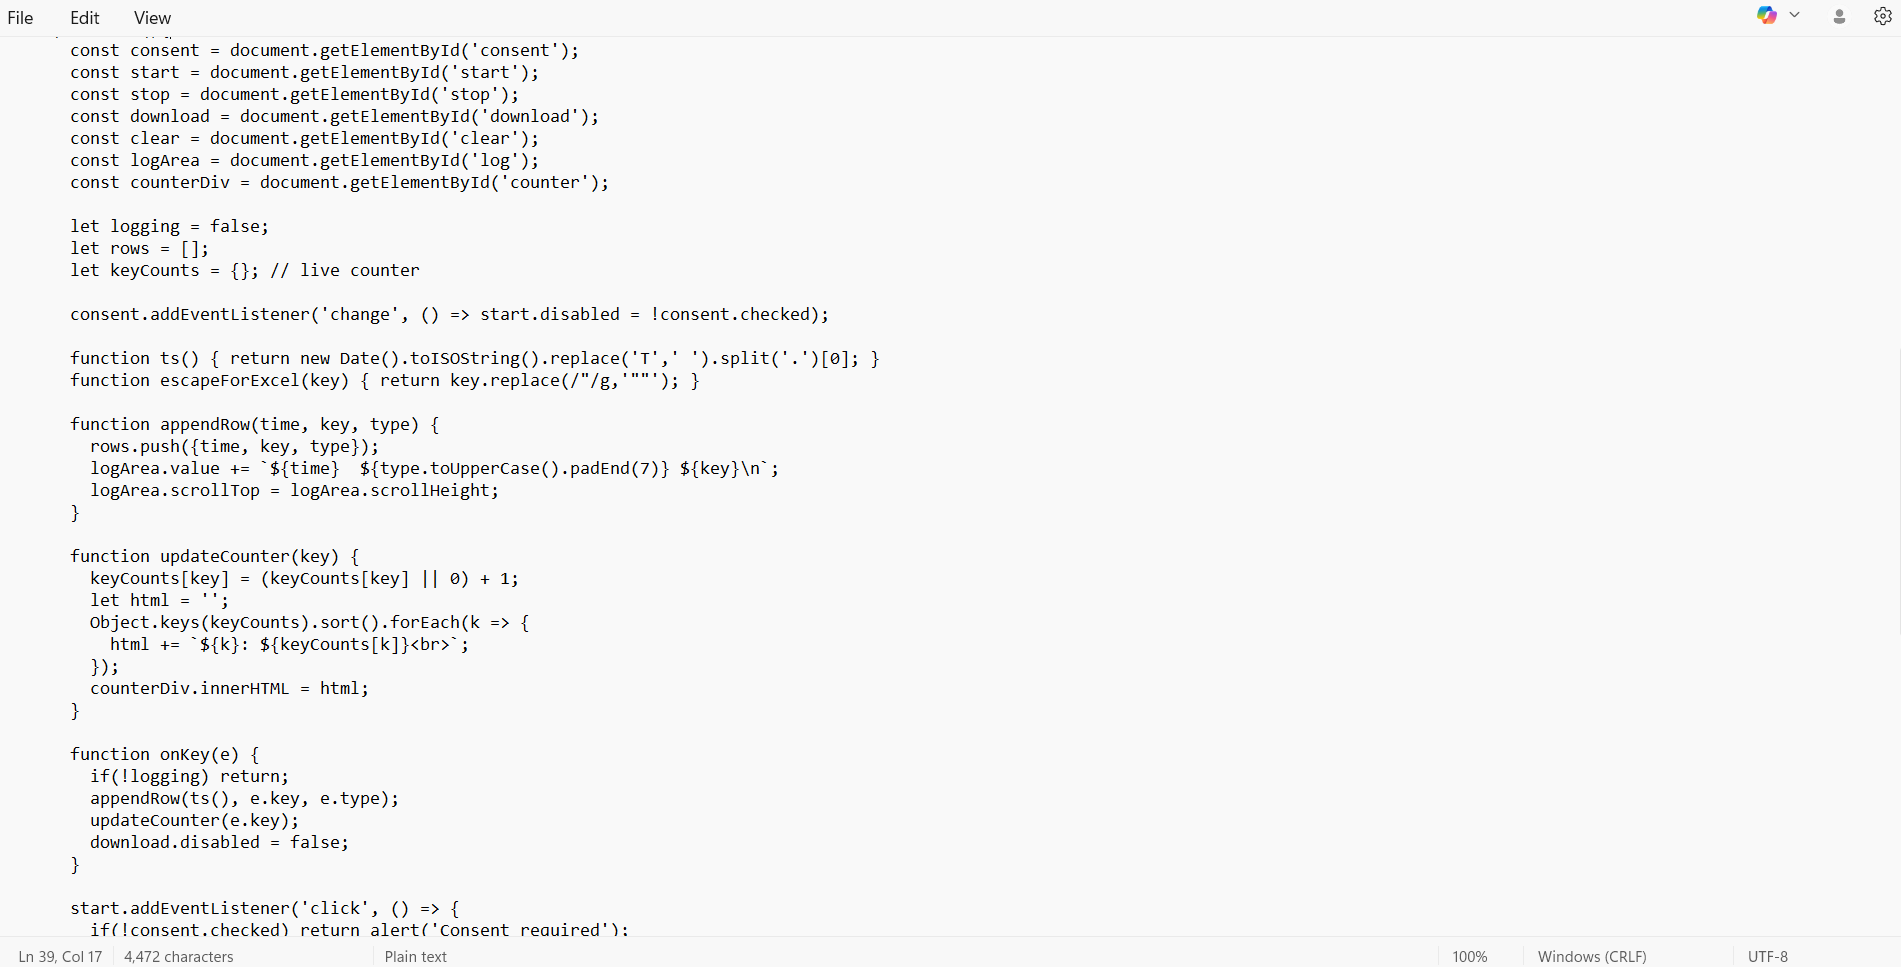 File Edit View
const consent = document.getElementById('consent');
const start = document.getElementById('start');
const stop = document.getElementById('stop');
const download = document.getElementById('download');
const clear = document.getElementById('clear');
const logArea = document.getElementById('log');
const counterDiv = document.getElementById('counter');

let logging = false;
let rows = [];
let keyCounts = {}; // live counter

consent.addEventListener('change', () => start.disabled = !consent.checked);

function ts() { return new Date().toISOString().replace('T',' ').split('.')[0]; }
function escapeForExcel(key) { return key.replace(/"/g,'""'); }

function appendRow(time, key, type) {
  rows.push({time, key, type});
  logArea.value += `${time}  ${type.toUpperCase().padEnd(7)} ${key}\n`;
  logArea.scrollTop = logArea.scrollHeight;
}

function updateCounter(key) {
  keyCounts[key] = (keyCounts[key] || 0) + 1;
  let html = '';
  Object.keys(keyCounts).sort().forEach(k => {
    html += `${k}: ${keyCounts[k]}<br>`;
  });
  counterDiv.innerHTML = html;
}

function onKey(e) {
  if(!logging) return;
  appendRow(ts(), e.key, e.type);
  updateCounter(e.key);
  download.disabled = false;
}

start.addEventListener('click', () => {
  if(!consent.checked) return alert('Consent required');
Ln 39, Col 17 4,472 characters Plain text 100% Windows (CRLF) UTF-8